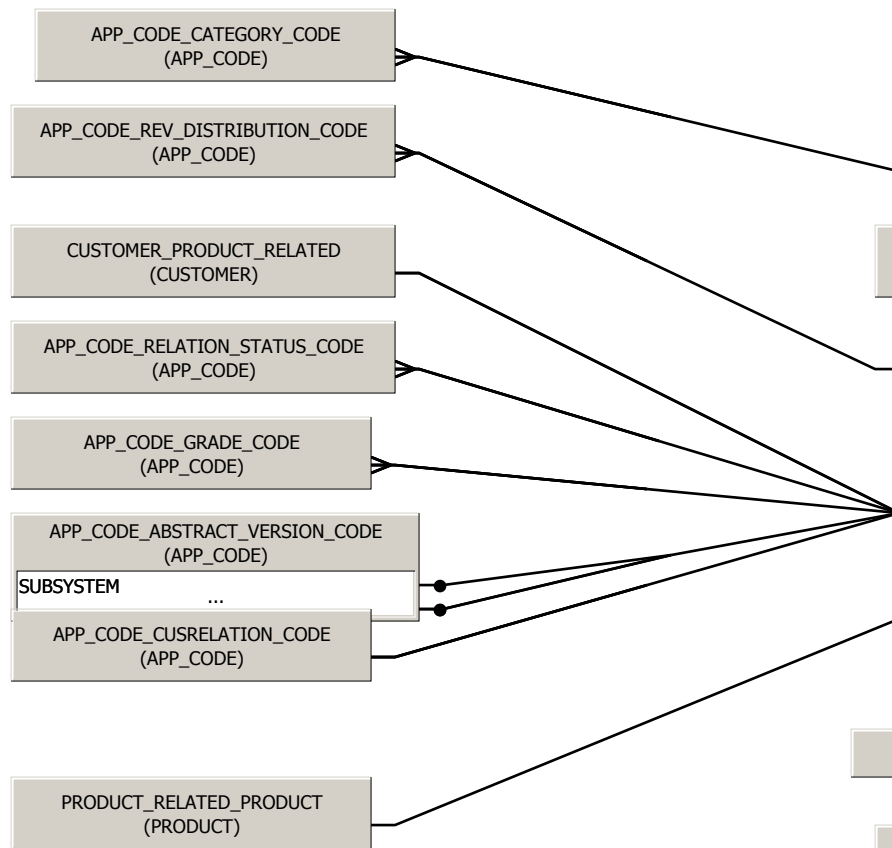 APP_CODE_CATEGORY_CODE
(APP_CODE)
APP_CODE_REV_DISTRIBUTION_CODE
(APP_CODE)
CUSTOMER_PRODUCT_RELATED
(CUSTOMER)
APP_CODE_RELATION_STATUS_CODE
(APP_CODE)
APP_CODE_GRADE_CODE
(APP_CODE)
APP_CODE_ABSTRACT_VERSION_CODE
(APP_CODE)
SUBSYSTEM
...
APP_CODE_CUSRELATION_CODE
(APP_CODE)
PRODUCT_RELATED_PRODUCT
(PRODUCT)